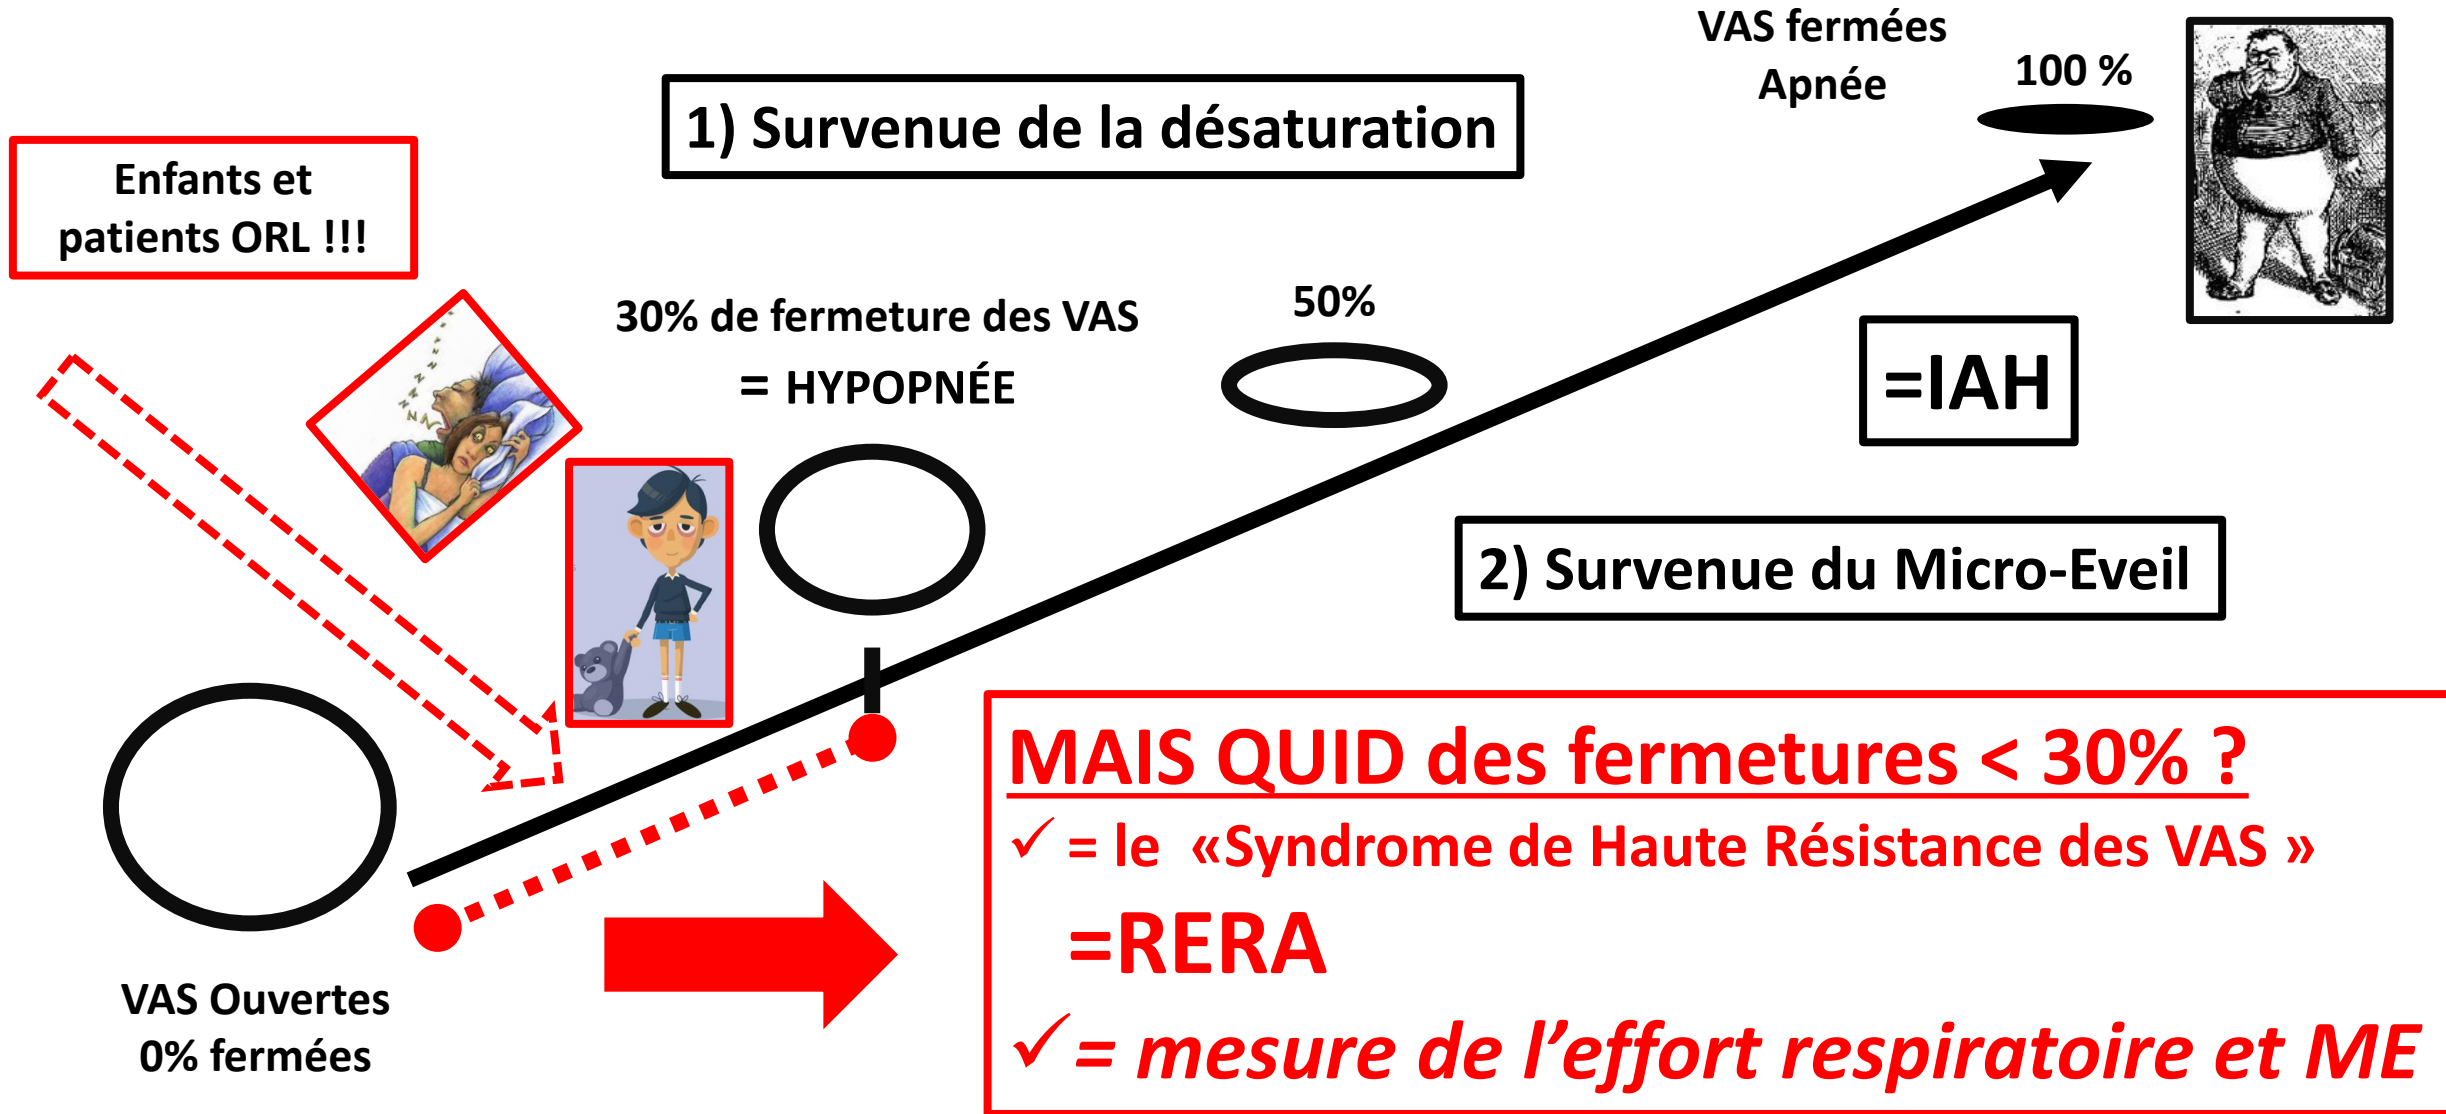 VAS fermées
Apnée
100 %
1) Survenue de la désaturation
Enfants et
patients ORL !!!
30% de fermeture des VAS
= HYPOPNÉE
50%
=IAH
2) Survenue du Micro-Eveil
MAIS QUID des fermetures < 30% ?
✓ = le «Syndrome de Haute Résistance des VAS »
=RERA
✓ = mesure de l’effort respiratoire et ME
VAS Ouvertes
0% fermées